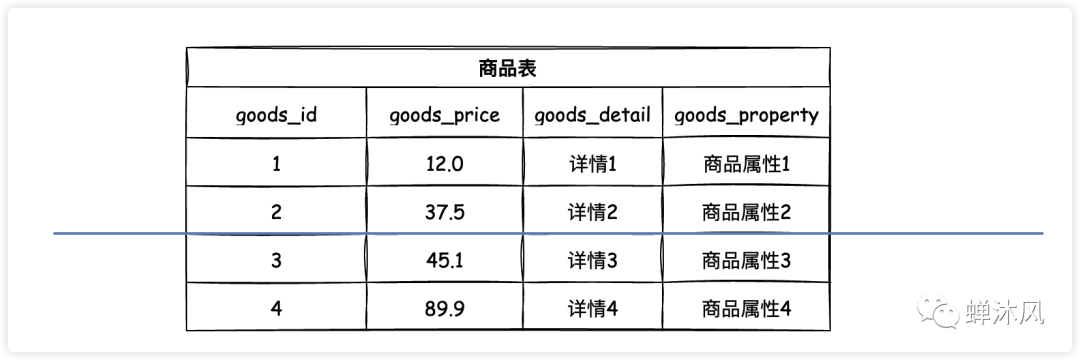 商品表
goods_id goods_price goods_detail goods_property
1 12.0 详情1 商品属性1
2 37.5 详情2 商品属性2
3 45.1 详情3 商品属性3
4 89.9 详情4 商品属性4
蝉沐风